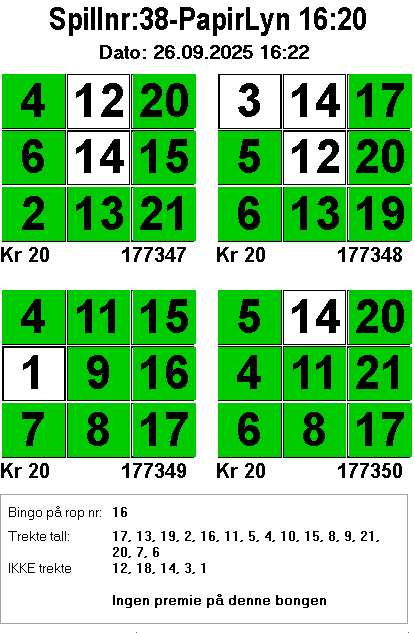 Spillnr:38-PapirLyn 16:20
Dato: 26.09.2025 16:22
4 12 20
6 14 15
2 13 21
Kr 20 177347
3 14 17
5 12 20
6 13 19
Kr 20 177348
4 11 15
1 9 16
7 8 17
Kr 20 177349
5 14 20
4 11 21
6 8 17
Kr 20 177350
Bingo på rop nr: 16
Trekte tall: 17, 13, 19, 2, 16, 11, 5, 4, 10, 15, 8, 9, 21,
20, 7, 6
IKKE trekte 12, 18, 14, 3, 1
Ingen premie på denne bongen